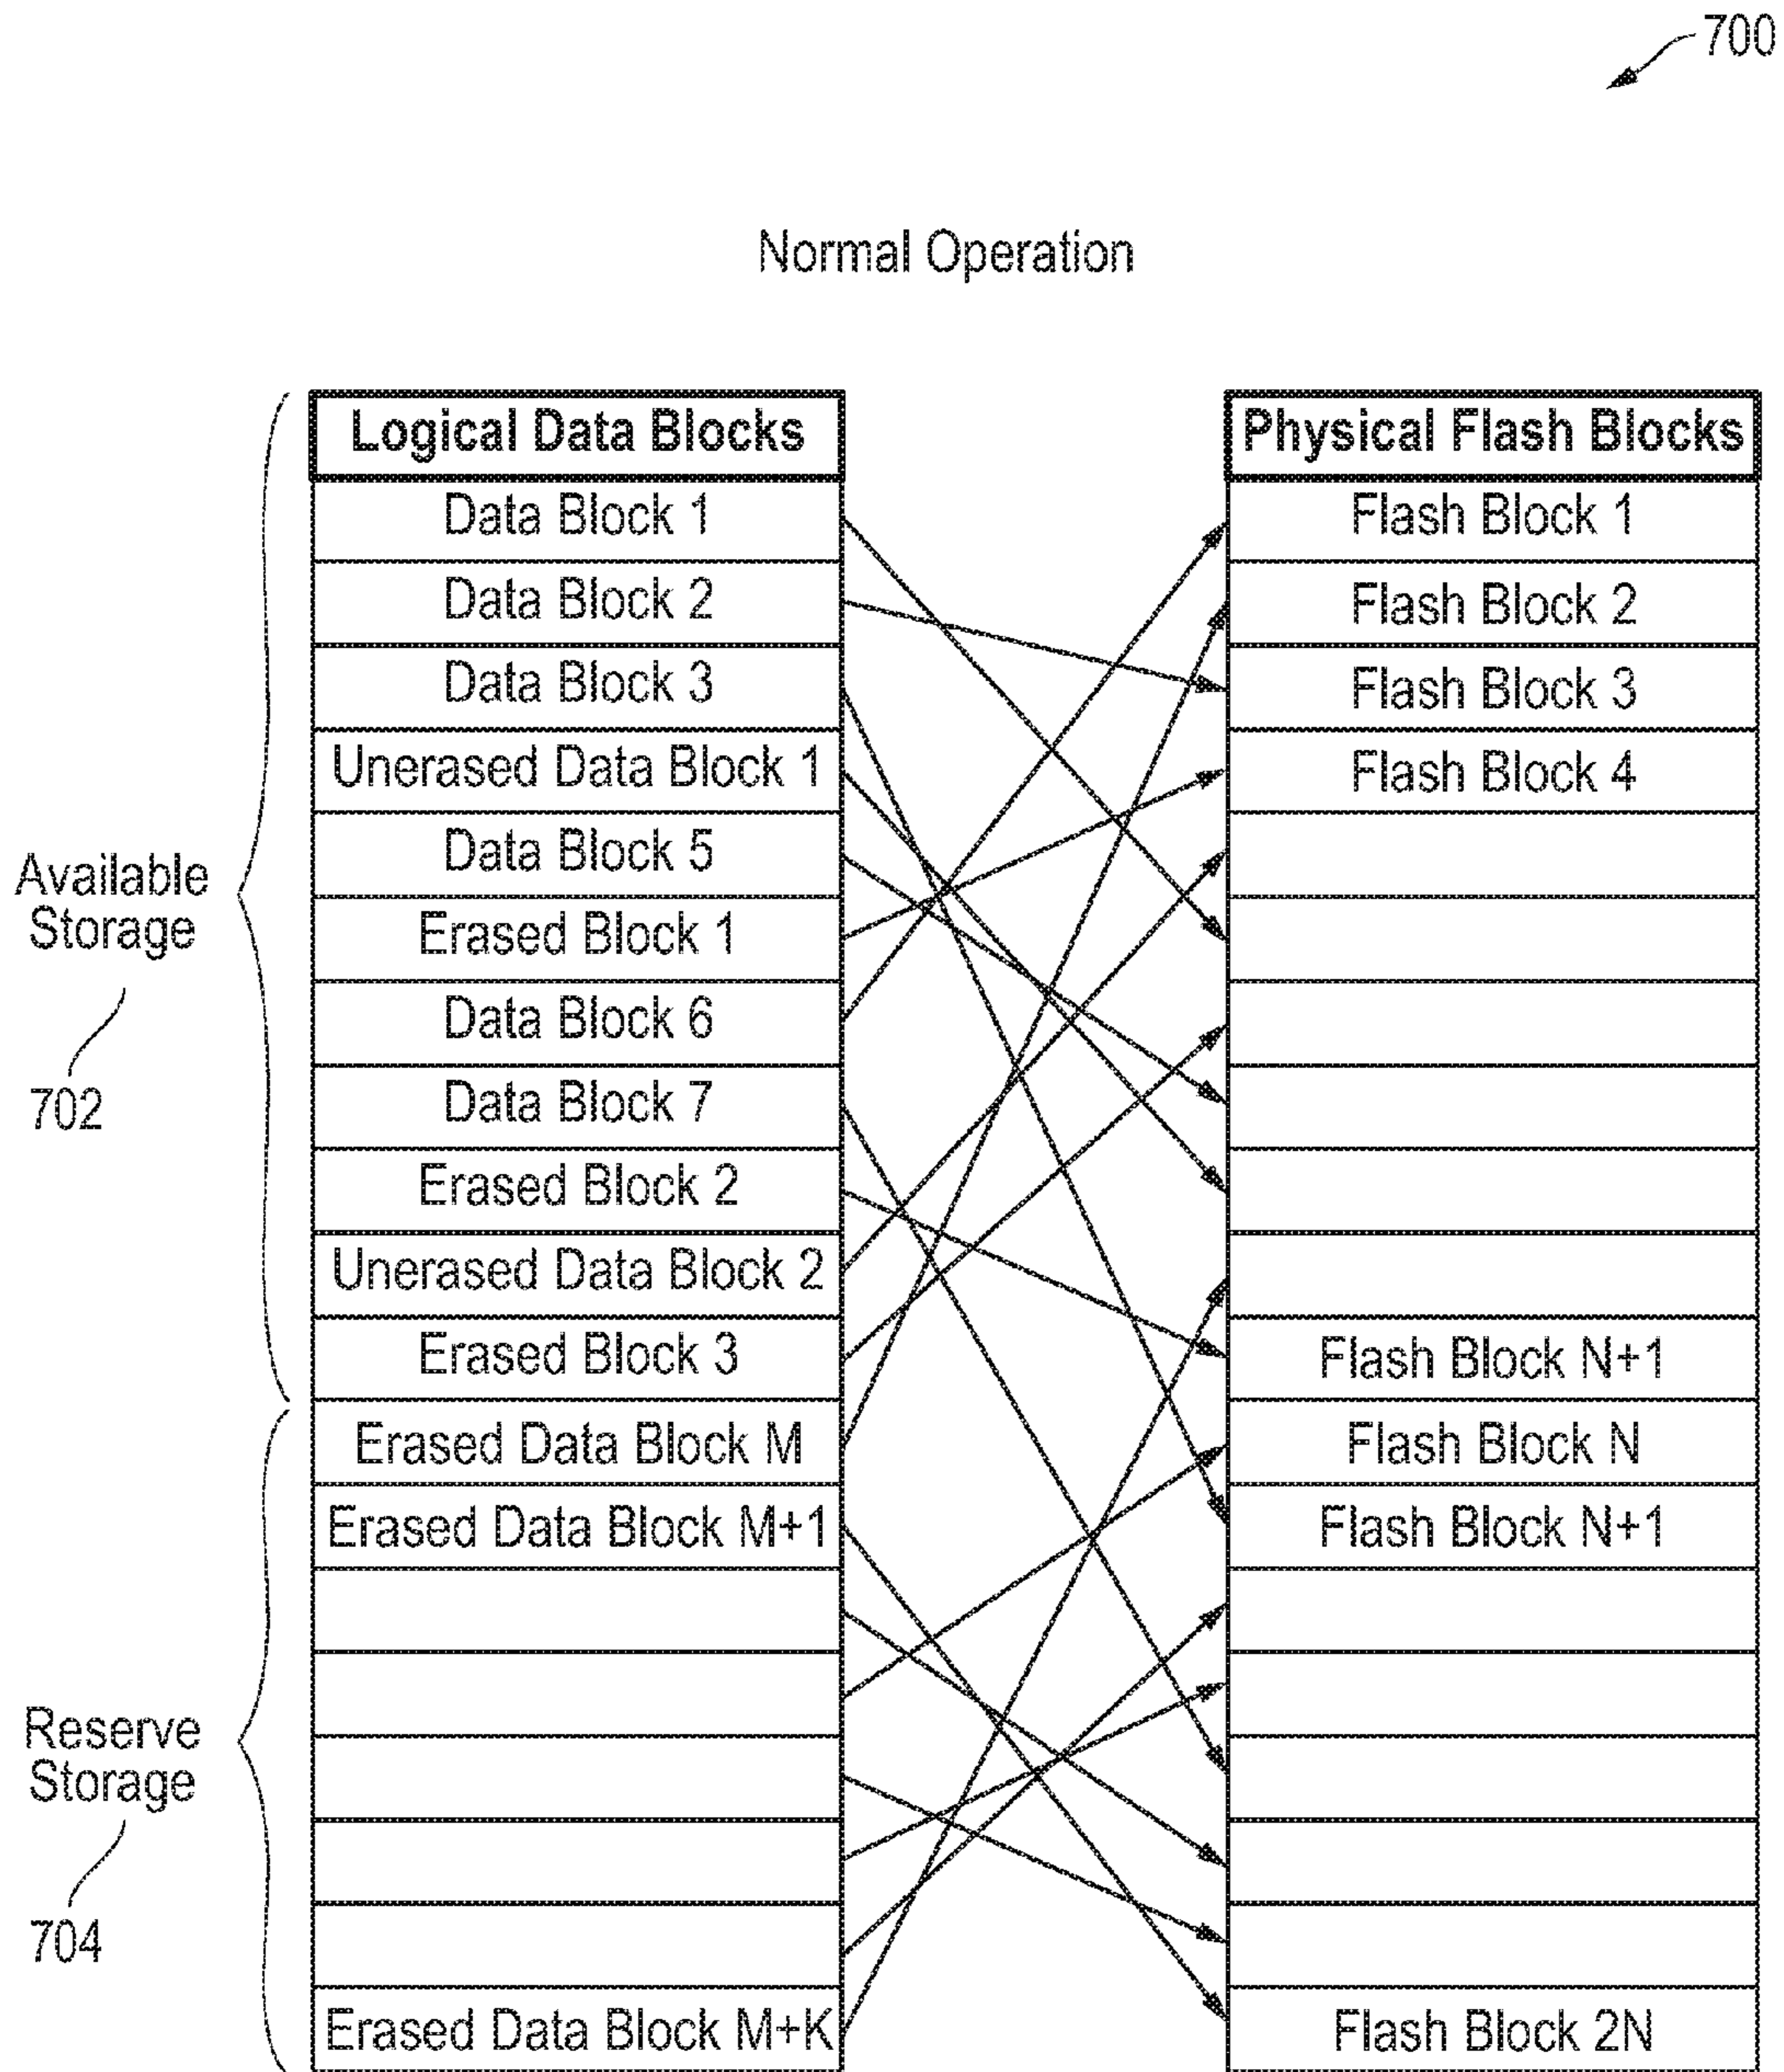 700
Normal Operation
Logical Data Blocks
Data Block 1
Data Block 2
Data Block 3
Unerased Data Block 1
Data Block 5
Erased Block 1
Data Block 6
Data Block 7
Erased Block 2
Unerased Data Block 2
Erased Block 3
Erased Data Block M
Erased Data Block M+1
Erased Data Block M+K
Physical Flash Blocks
Flash Block 1
Flash Block 2
Flash Block 3
Flash Block 4
Flash Block N+1
Flash Block N
Flash Block N+1
Flash Block 2N
Available
Storage
702
Reserve
Storage
704